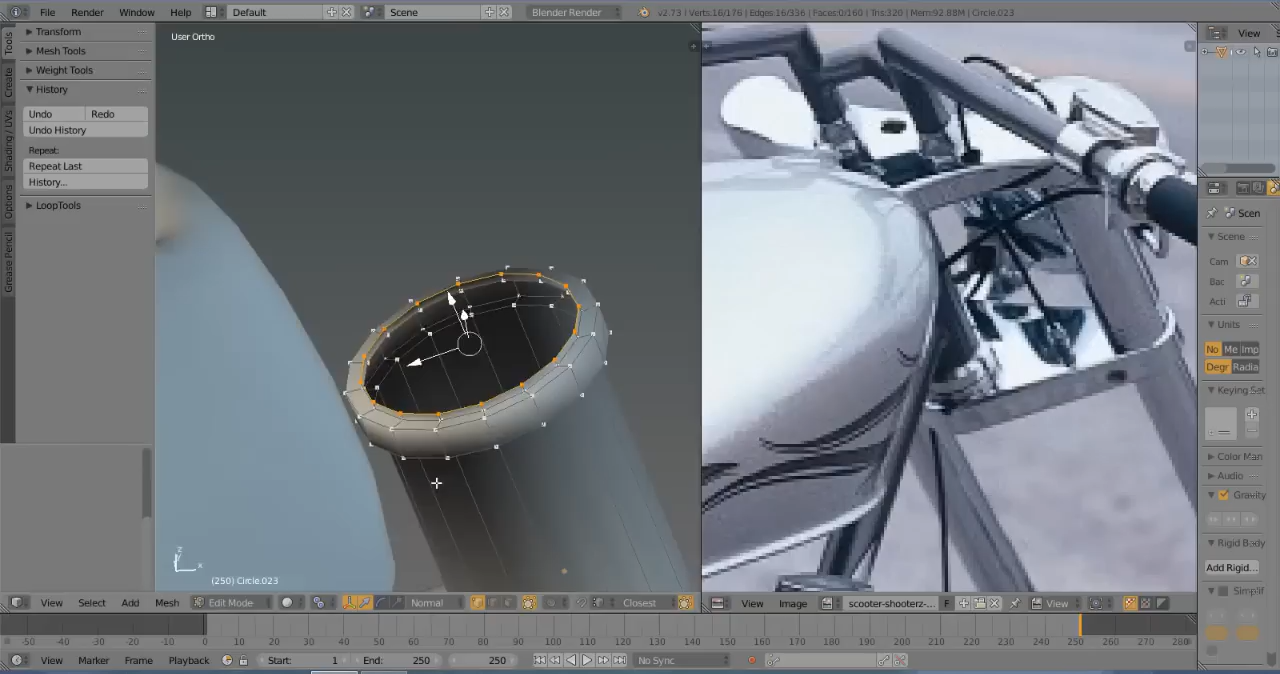 File Render Window Help Default Scene Blender Render v2.73 | Verts:16/176 | Edges:16/336 | Faces:0/160 | Tris:320 | Mem:92.88M | Circle.023
Tools
Create
Shading / UVs
Options
Grease Pencil
Transform
Mesh Tools
Weight Tools
History
Undo Redo
Undo History
Repeat:
Repeat Last
History...
LoopTools
User Ortho
z
x
(250) Circle.023
View
Scen
Scene
Cam
Bac
Acti
Units
No Me Imp
Degr Radia
Keying Set
Color Man
Audio
Gravity
Rigid Body
Add Rigid...
Simplif
View Select Add Mesh Edit Mode Normal Closest
View Image scooter-shooterz-... F View
-50 -40 -30 -20 -10 0 10 20 30 40 50 60 70 80 90 100 110 120 130 140 150 160 170 180 190 200 210 220 230 240 250 260 270 280
View Marker Frame Playback Start: 1 End: 250 250 No Sync